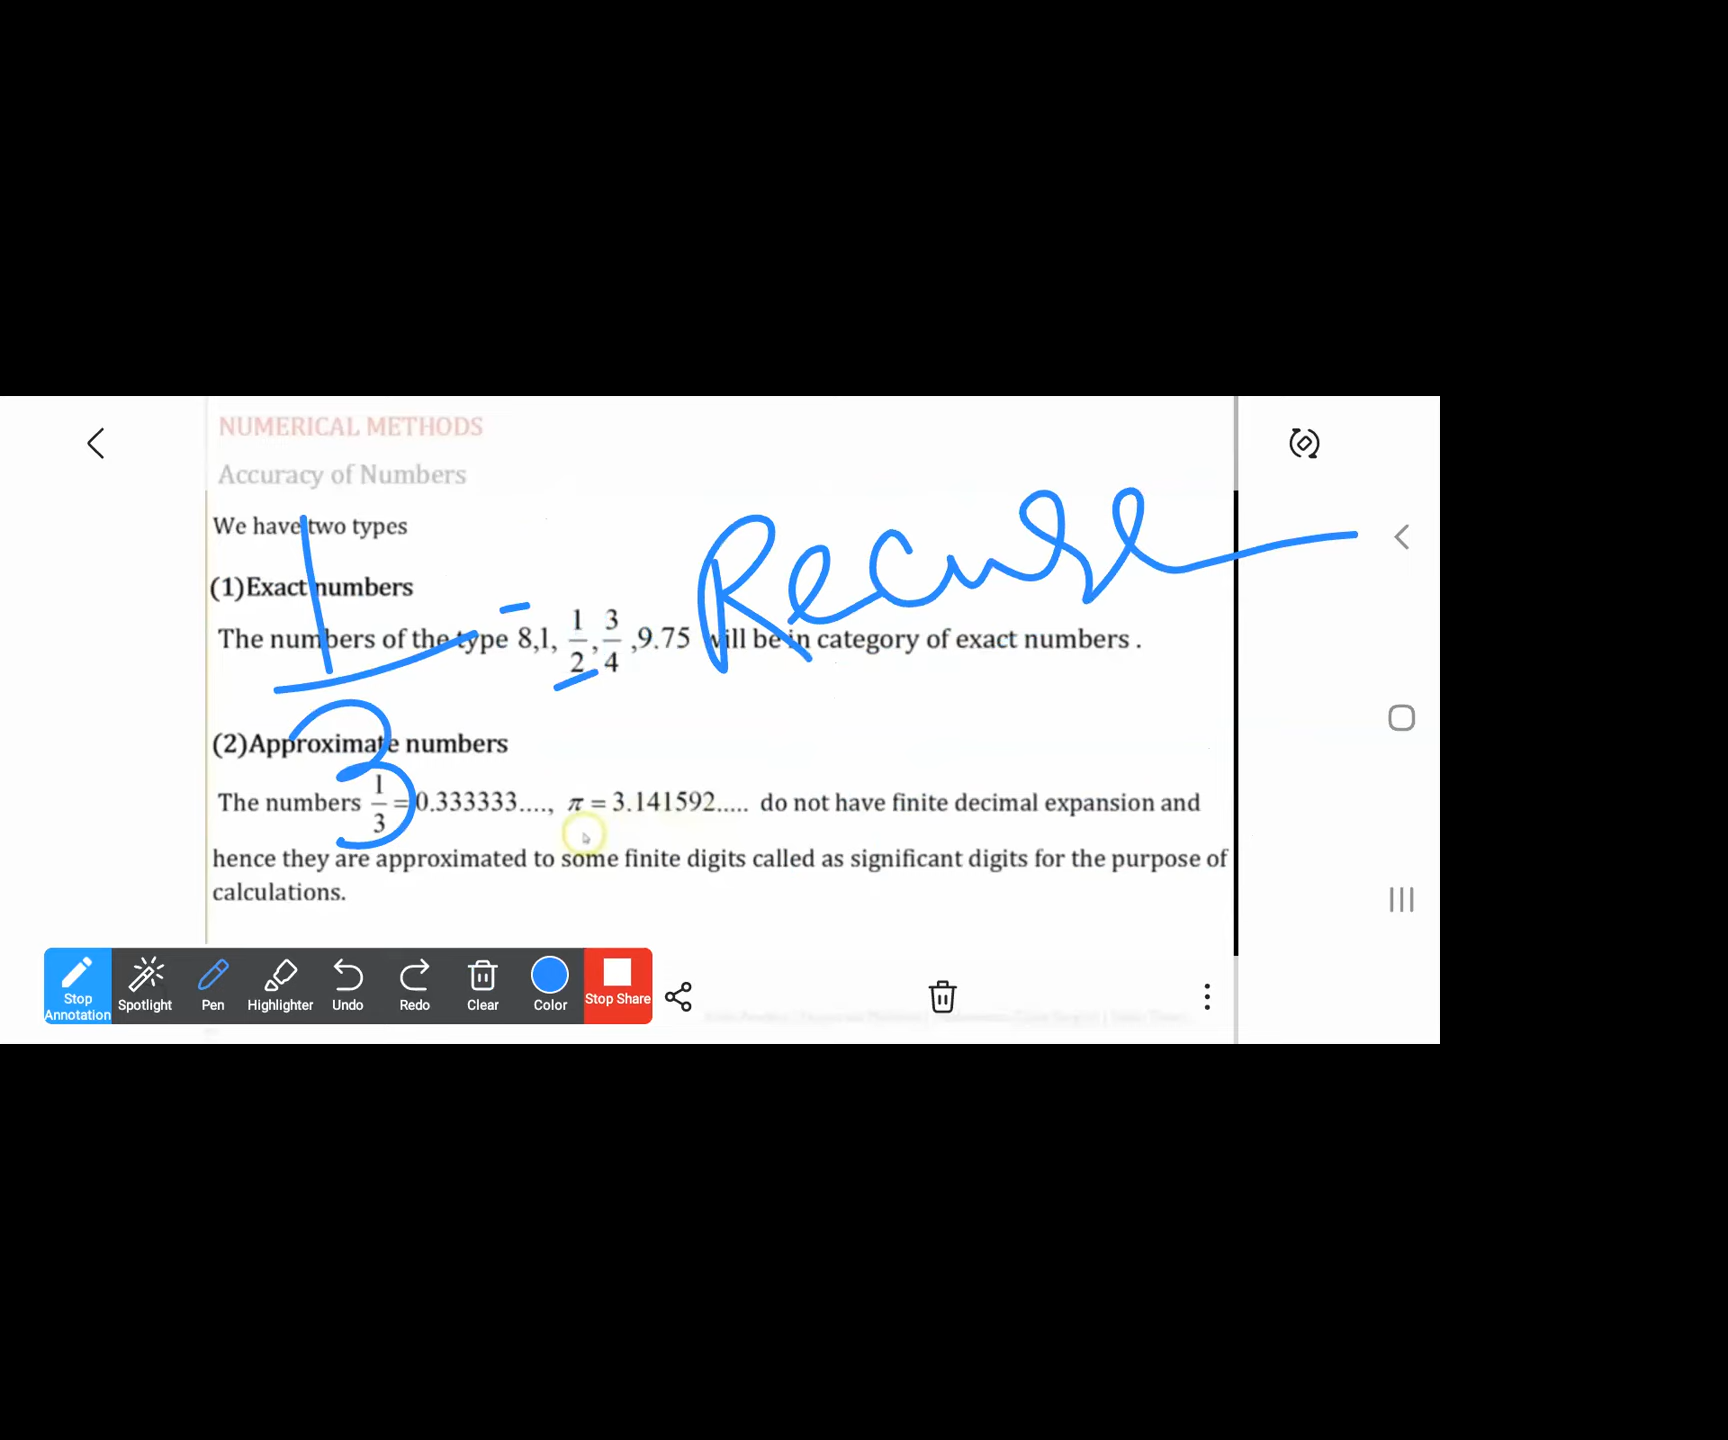 NUMERICAL METHODS
Accuracy of Numbers
We have two types
(1)Exact numbers
The numbers of the type 8,1, 1/2, 3/4 ,9.75 will be in category of exact numbers .
1/3 = Recurse
(2)Approximate numbers
The numbers 1/3 = 0.333333...., π = 3.141592..... do not have finite decimal expansion and
hence they are approximated to some finite digits called as significant digits for the purpose of
calculations.
Stop Annotation
Spotlight
Pen
Highlighter
Undo
Redo
Clear
Color
Stop Share